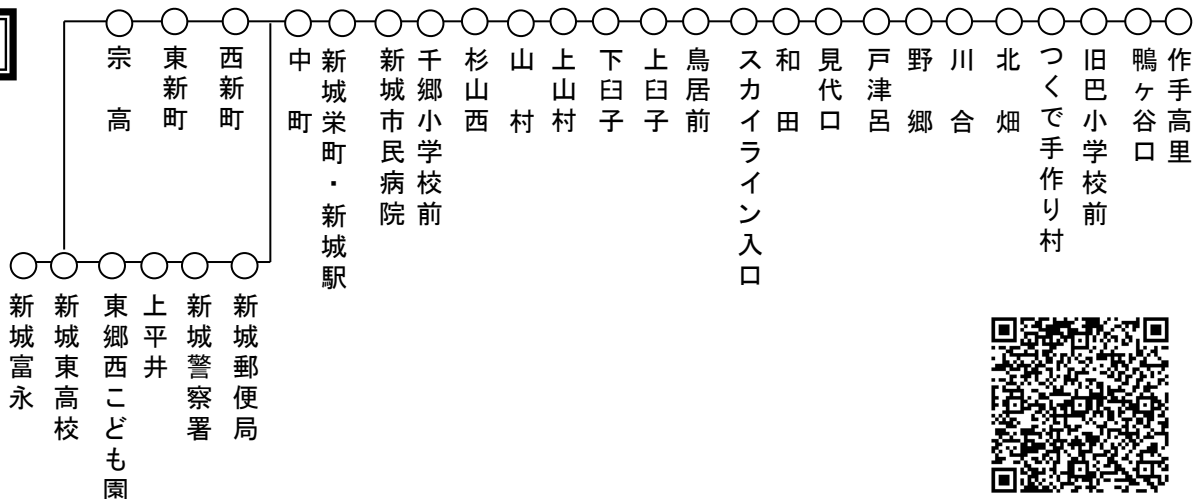 宗高
東新町
西新町
中町
新城栄町・新城駅
新城市民病院
千郷小学校前
杉山西
山村
上山村
下臼子
上臼子
鳥居前
スカイライン入口
和田
見代口
戸津呂
野郷
川合
北畑
つくで手作り村
旧巴小学校前
鴨ヶ谷口
作手高里
新城富永
新城東高校
東郷西こども園
上平井
新城警察署
新城郵便局